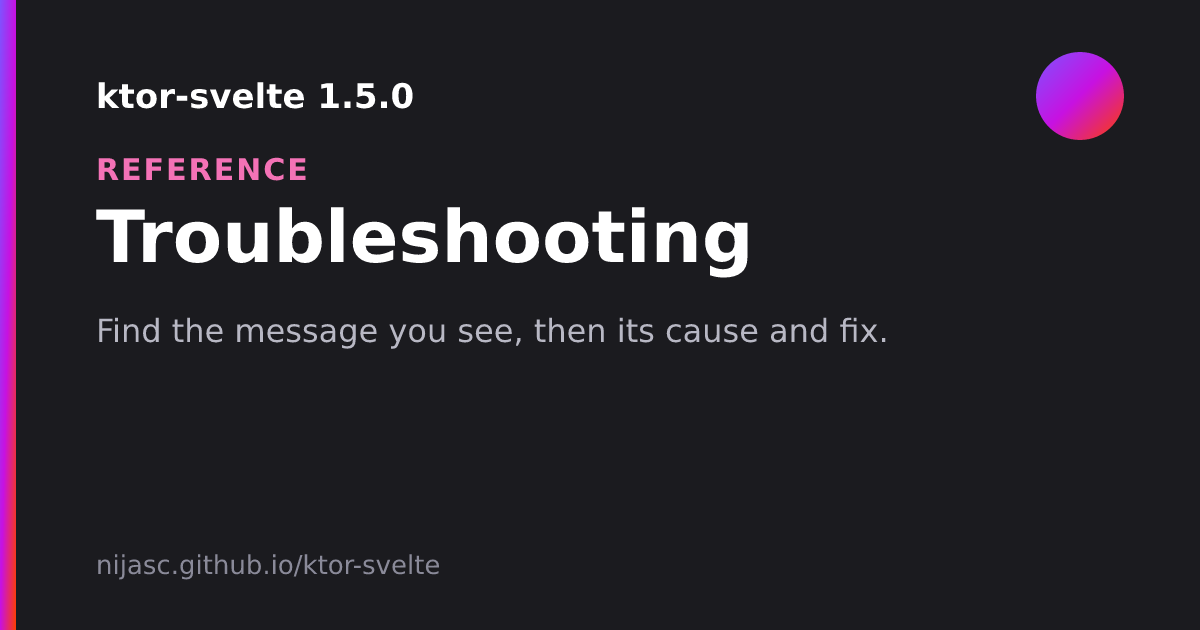 ktor-svelte 1.5.0
REFERENCE
Troubleshooting
Find the message you see, then its cause and fix.
nijasc.github.io/ktor-svelte